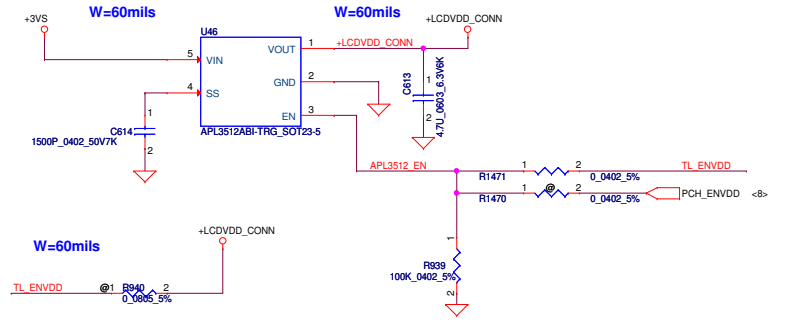 W=60mils
W=60mils
+3VS
+LCDVDD_CONN
U46
5
VIN
VOUT
1
+LCDVDD_CONN
4
SS
GND
2
EN
3
APL3512ABI-TRG_SOT23-5
1
C614
1500P_0402_50V7K
2
1
C613
4.7U_0603_6.3V6K
2
APL3512_EN
R1471
1
2
0_0402_5%
TL_ENVDD
R1470
1
@
2
0_0402_5%
PCH_ENVDD
<8>
1
R939
100K_0402_5%
2
W=60mils
+LCDVDD_CONN
TL_ENVDD
@
1
R940
2
0_0805_5%